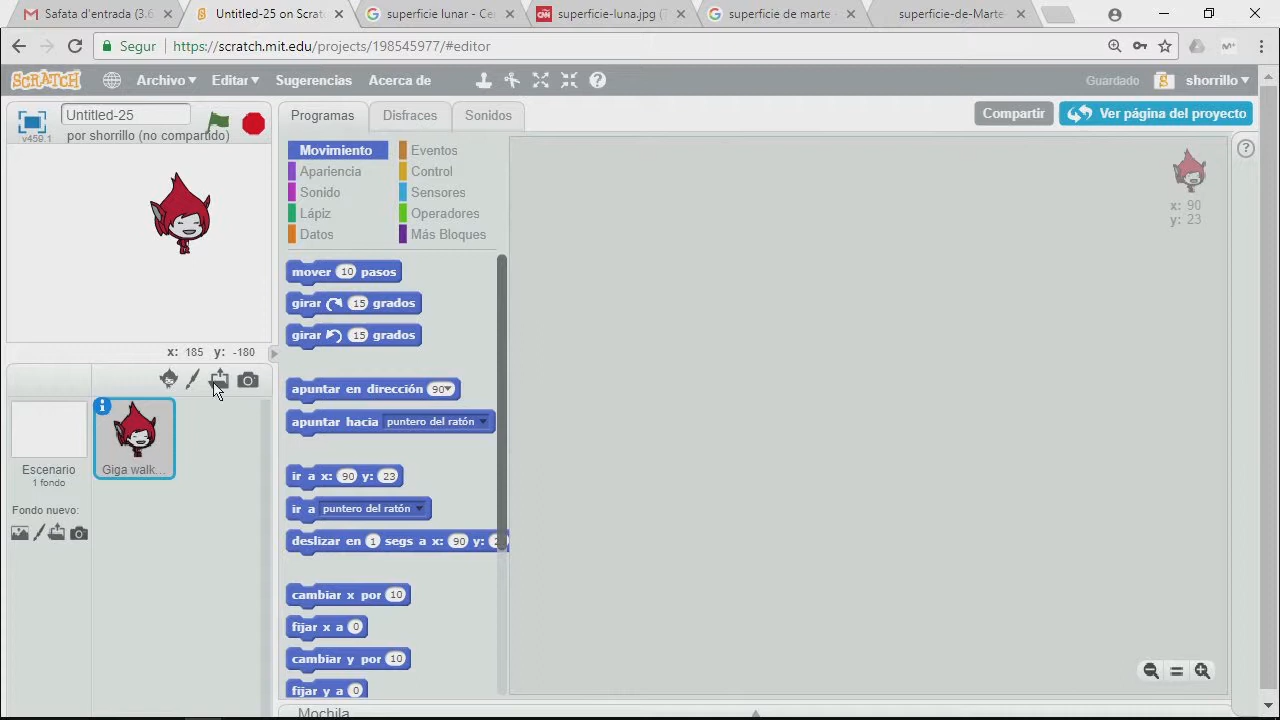 Safata d'entrada (3.6
Untitled-25 on Scrat
superficie lunar - Ce
superficie-luna.jpg (
superficie de marte -
superficie-de-Marte
Segur
https://scratch.mit.edu/projects/198545977/#editor
SCRATCH
Archivo
Editar
Sugerencias
Acerca de
Guardado
shorrillo
Untitled-25
v459.1
por shorrillo (no compartido)
Programas
Disfraces
Sonidos
Compartir
Ver página del proyecto
Movimiento
Eventos
Apariencia
Control
Sonido
Sensores
Lápiz
Operadores
Datos
Más Bloques
x: 90
y: 23
mover 10 pasos
girar 15 grados
girar 15 grados
apuntar en dirección 90
apuntar hacia puntero del ratón
ir a x: 90 y: 23
ir a puntero del ratón
deslizar en 1 segs a x: 90 y: 2
cambiar x por 10
fijar x a 0
cambiar y por 10
fijar y a 0
x: 185 y: -180
Giga walk...
Escenario
1 fondo
Fondo nuevo:
Mochila